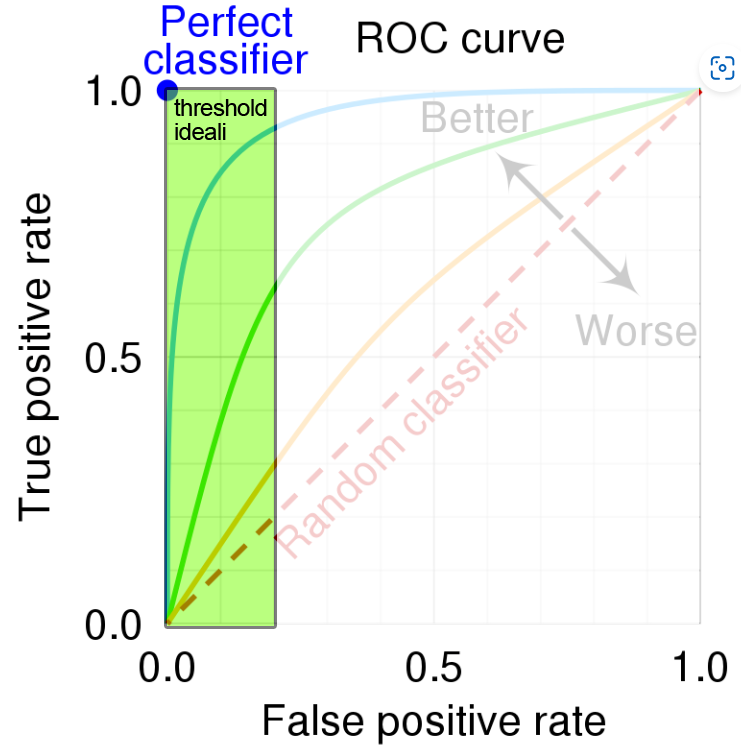 Perfect
classifier
ROC curve
1.0
threshold
ideali
Better
Worse
Random classifier
True positive rate
0.5
0.0
0.0
0.5
1.0
False positive rate